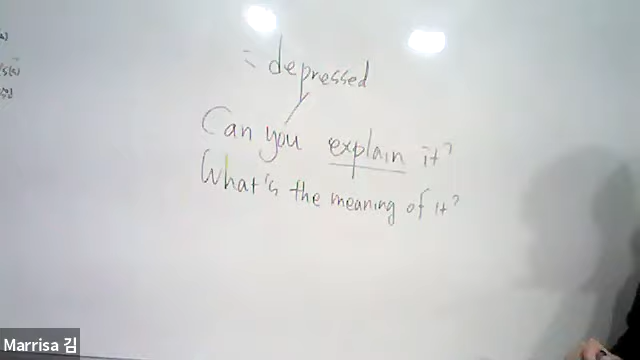 depressed
Can you explain it?
What's the meaning of it?
Marrisa 김